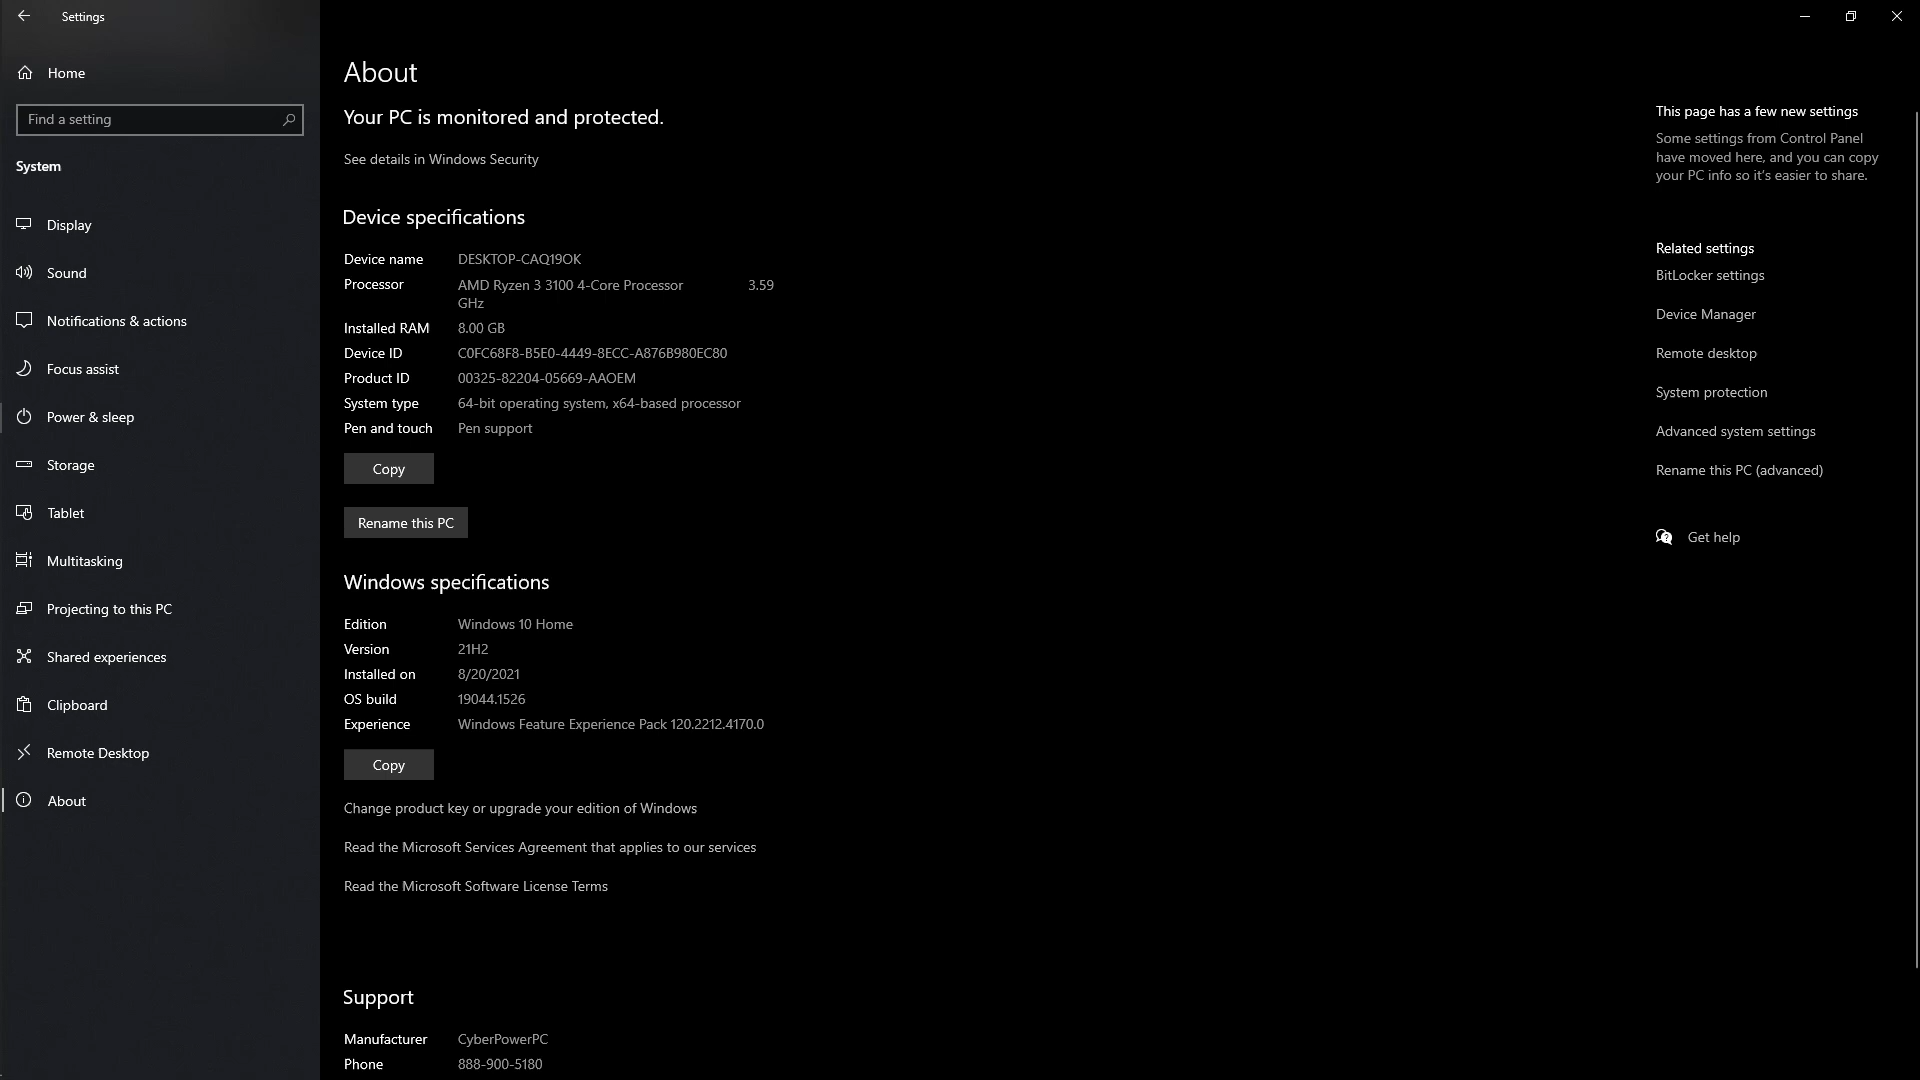 Settings
Home
Find a setting
System
Display
Sound
Notifications & actions
Focus assist
Power & sleep
Storage
Tablet
Multitasking
Projecting to this PC
Shared experiences
Clipboard
Remote Desktop
About
About
Your PC is monitored and protected.
See details in Windows Security
Device specifications
Device name DESKTOP-CAQ19OK
Processor AMD Ryzen 3 3100 4-Core Processor 3.59
GHz
Installed RAM 8.00 GB
Device ID C0FC68F8-B5E0-4449-8ECC-A876B980EC80
Product ID 00325-82204-05669-AAOEM
System type 64-bit operating system, x64-based processor
Pen and touch Pen support
Copy
Rename this PC
Windows specifications
Edition Windows 10 Home
Version 21H2
Installed on 8/20/2021
OS build 19044.1526
Experience Windows Feature Experience Pack 120.2212.4170.0
Copy
Change product key or upgrade your edition of Windows
Read the Microsoft Services Agreement that applies to our services
Read the Microsoft Software License Terms
Support
Manufacturer CyberPowerPC
Phone 888-900-5180
This page has a few new settings
Some settings from Control Panel
have moved here, and you can copy
your PC info so it's easier to share.
Related settings
BitLocker settings
Device Manager
Remote desktop
System protection
Advanced system settings
Rename this PC (advanced)
Get help